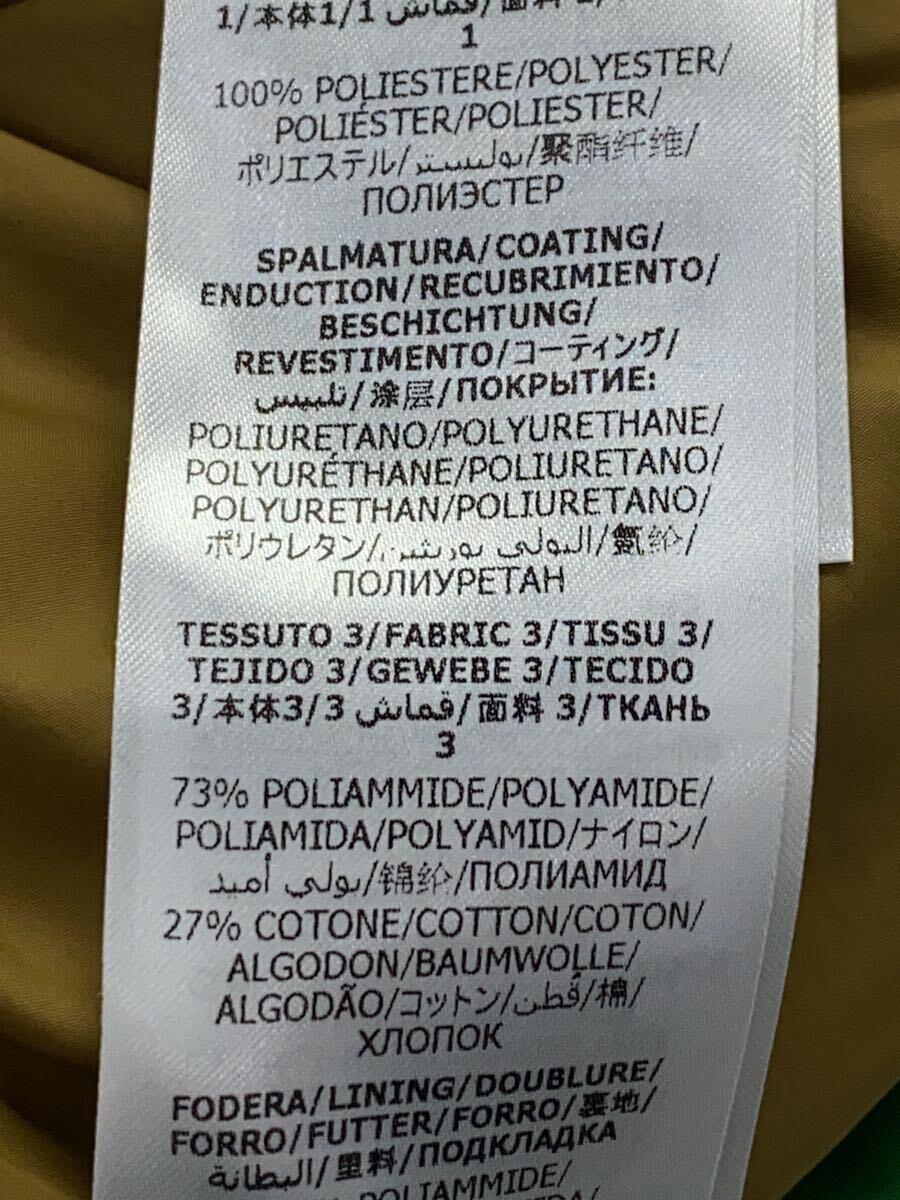 1/本体1/1 قماش/面料 1/
1
100% POLIESTERE/POLYESTER/
POLIÉSTER/POLIESTER/
ポリエステル/بوليستر/聚酯纤维/
ПОЛИЭСТЕР
SPALMATURA/COATING/
ENDUCTION/RECUBRIMIENTO/
BESCHICHTUNG/
REVESTIMENTO/コーティング/
تلبيس/涂层/ПОКРЫТИЕ:
POLIURETANO/POLYURETHANE/
POLYURÉTHANE/POLIURETANO/
POLYURETHAN/POLIURETANO/
ポリウレタン/البولي يوريثين/氨纶/
ПОЛИУРЕТАН
TESSUTO 3/FABRIC 3/TISSU 3/
TEJIDO 3/GEWEBE 3/TECIDO
3/本体3/3 قماش/面料 3/ТКАНЬ
3
73% POLIAMMIDE/POLYAMIDE/
POLIAMIDA/POLYAMID/ナイロン/
بولي أميد/锦纶/ПОЛИАМИД
27% COTONE/COTTON/COTON/
ALGODON/BAUMWOLLE/
ALGODÃO/コットン/قطن/棉/
ХЛОПОК
FODERA/LINING/DOUBLURE/
FORRO/FUTTER/FORRO/裏地/
البطانة/里料/ПОДКЛАДКА
POLIAMMIDE/